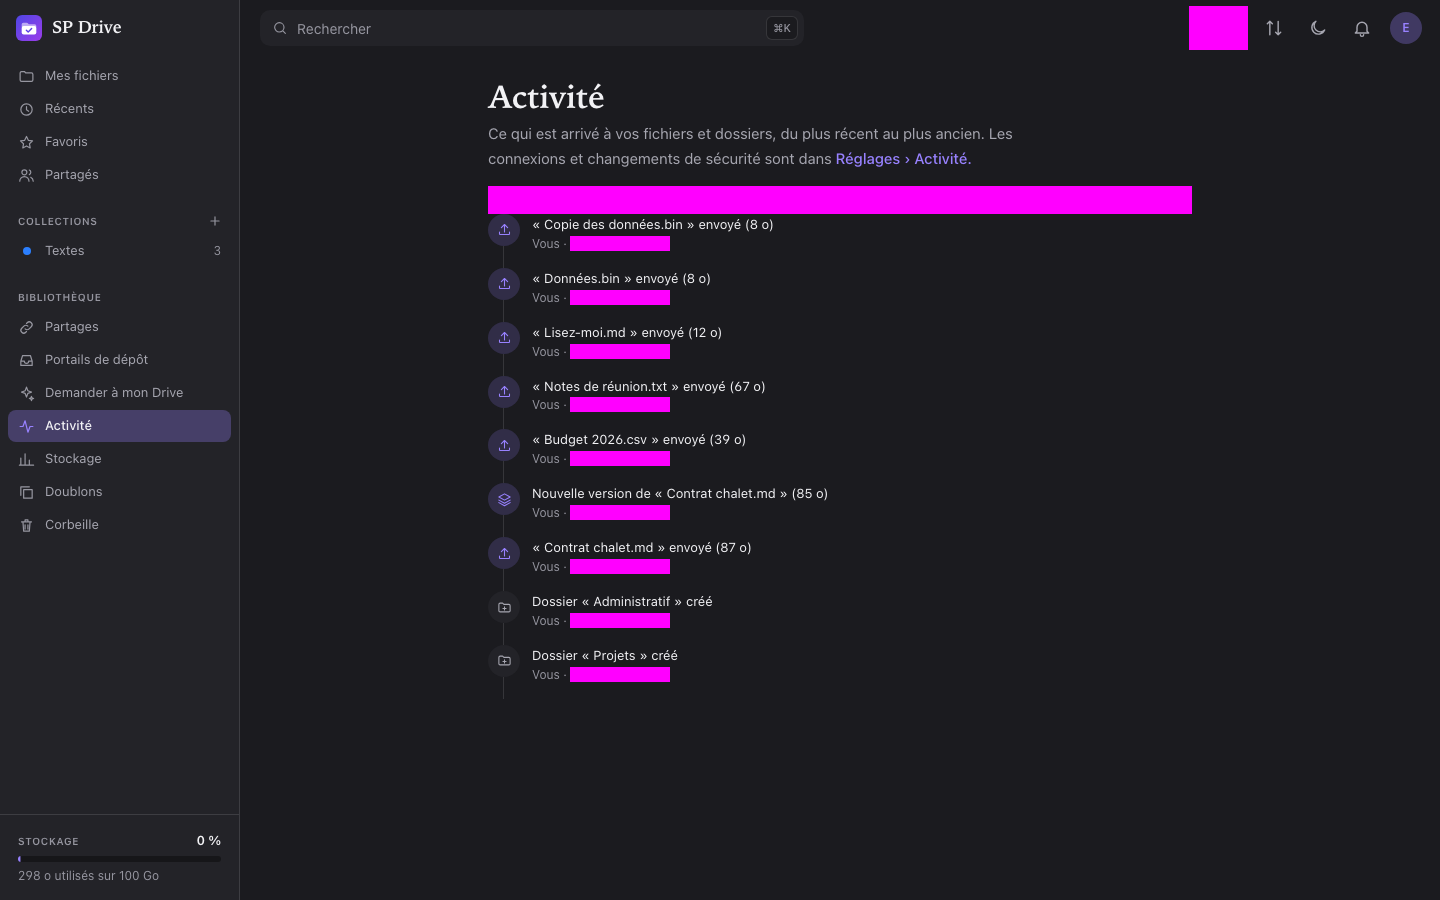 SP Drive
Rechercher
⌘K
E
Mes fichiers
Récents
Favoris
Partagés
COLLECTIONS
Textes
3
BIBLIOTHÈQUE
Partages
Portails de dépôt
Demander à mon Drive
Activité
Stockage
Doublons
Corbeille
STOCKAGE
0 %
298 o utilisés sur 100 Go
Activité
Ce qui est arrivé à vos fichiers et dossiers, du plus récent au plus ancien. Les
connexions et changements de sécurité sont dans Réglages › Activité.
« Copie des données.bin » envoyé (8 o)
Vous ·
« Données.bin » envoyé (8 o)
Vous ·
« Lisez-moi.md » envoyé (12 o)
Vous ·
« Notes de réunion.txt » envoyé (67 o)
Vous ·
« Budget 2026.csv » envoyé (39 o)
Vous ·
Nouvelle version de « Contrat chalet.md » (85 o)
Vous ·
« Contrat chalet.md » envoyé (87 o)
Vous ·
Dossier « Administratif » créé
Vous ·
Dossier « Projets » créé
Vous ·